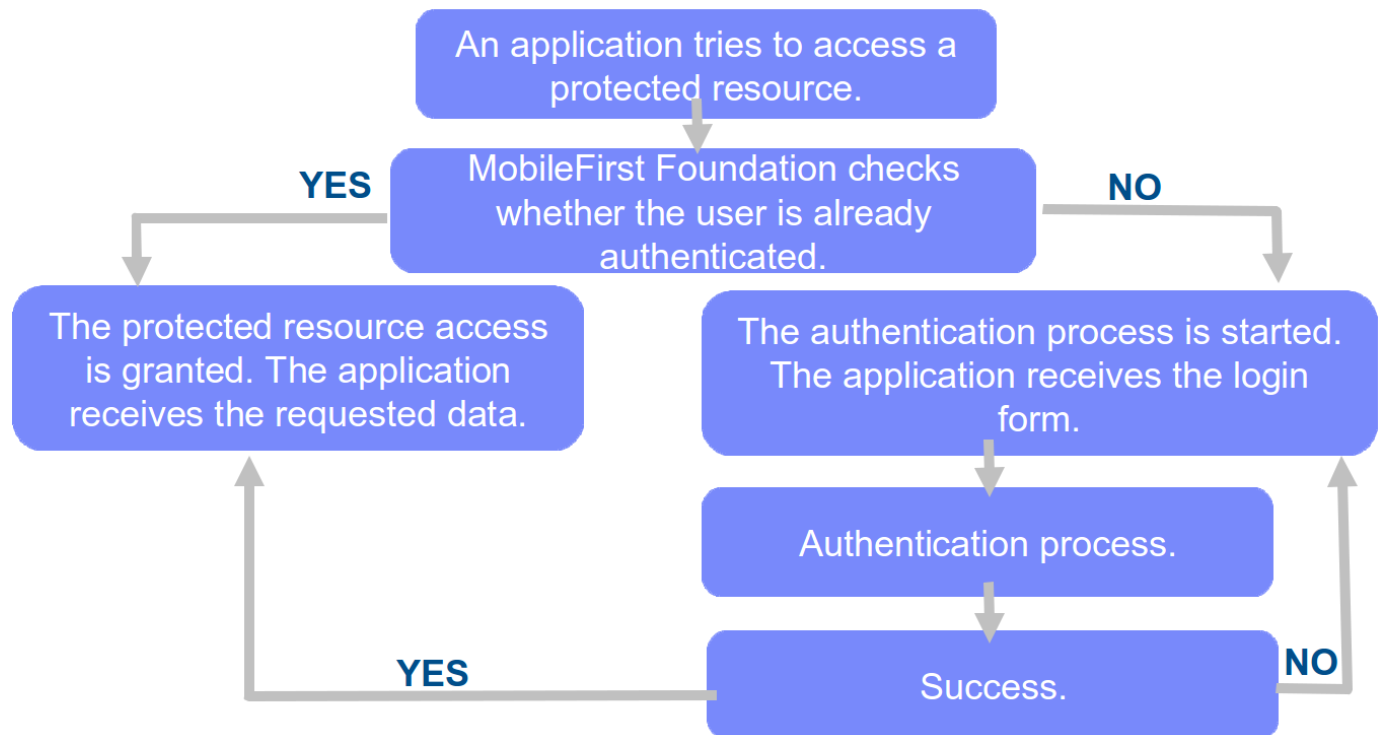 An application tries to access a
protected resource.
YES
MobileFirst Foundation checks
whether the user is already
authenticated.
NO
The protected resource access
is granted. The application
receives the requested data.
The authentication process is started.
The application receives the login
form.
Authentication process.
YES
Success.
NO